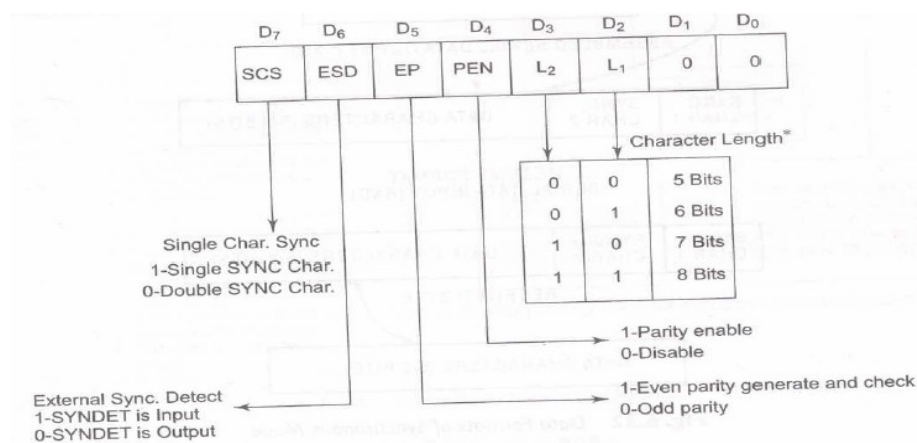 D7 D6 D5 D4 D3 D2 D1 D0
SCS ESD EP PEN L2 L1 0 0
Character Length*
0 0 5 Bits
0 1 6 Bits
1 0 7 Bits
1 1 8 Bits
Single Char. Sync
1-Single SYNC Char.
0-Double SYNC Char.
1-Parity enable
0-Disable
1-Even parity generate and check
0-Odd parity
External Sync. Detect
1-SYNDET is Input
0-SYNDET is Output